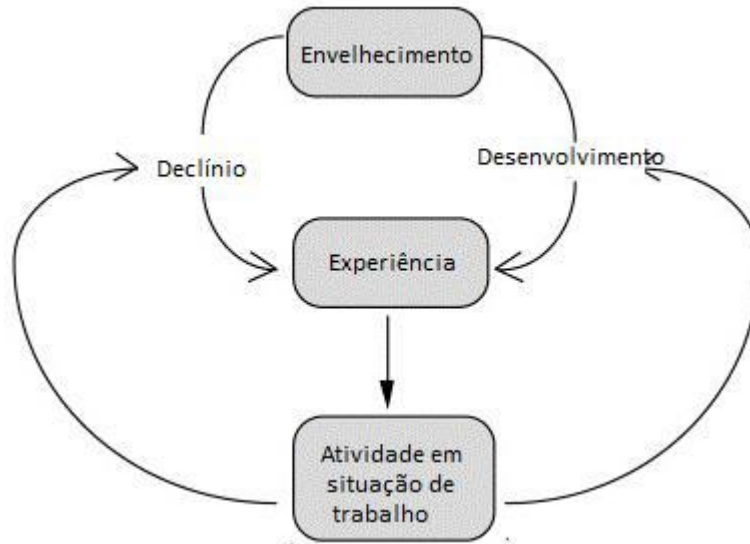 Envelhecimento
Declínio
Desenvolvimento
Experiência
Atividade em
situação de
trabalho